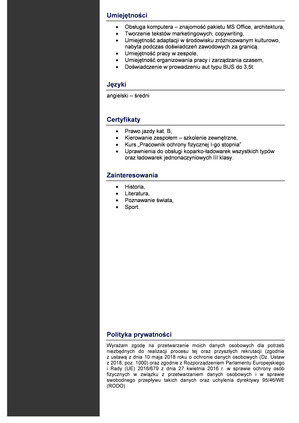 Umiejętności
• Obsługa komputera – znajomość pakietu MS Office, architektura,
• Tworzenie tekstów marketingowych, copywriting,
• Umiejętność adaptacji w środowisku zróżnicowanym kulturowo,
nabyta podczas doświadczeń zawodowych za granicą.
• Umiejętność pracy w zespole,
• Umiejętność organizowania pracy i zarządzania czasem,
• Doświadczenie w prowadzeniu aut typu BUS do 3,5t.
Języki
angielski – średni
Certyfikaty
• Prawo jazdy kat. B,
• Kierowanie zespołem – szkolenie zewnętrzne,
• Kurs „Pracownik ochrony fizycznej I-go stopnia”
• Uprawnienia do obsługi koparko-ładowarek wszystkich typów
oraz ładowarek jednonaczyniowych III klasy.
Zainteresowania
• Historia,
• Literatura,
• Poznawanie świata,
• Sport.
Polityka prywatności
Wyrażam zgodę na przetwarzanie moich danych osobowych dla potrzeb
niezbędnych do realizacji procesu tej oraz przyszłych rekrutacji (zgodnie
z ustawą z dnia 10 maja 2018 roku o ochronie danych osobowych (Dz. Ustaw
z 2018, poz. 1000) oraz zgodnie z Rozporządzeniem Parlamentu Europejskiego
i Rady (UE) 2016/679 z dnia 27 kwietnia 2016 r. w sprawie ochrony osób
fizycznych w związku z przetwarzaniem danych osobowych i w sprawie
swobodnego przepływu takich danych oraz uchylenia dyrektywy 95/46/WE
(RODO)